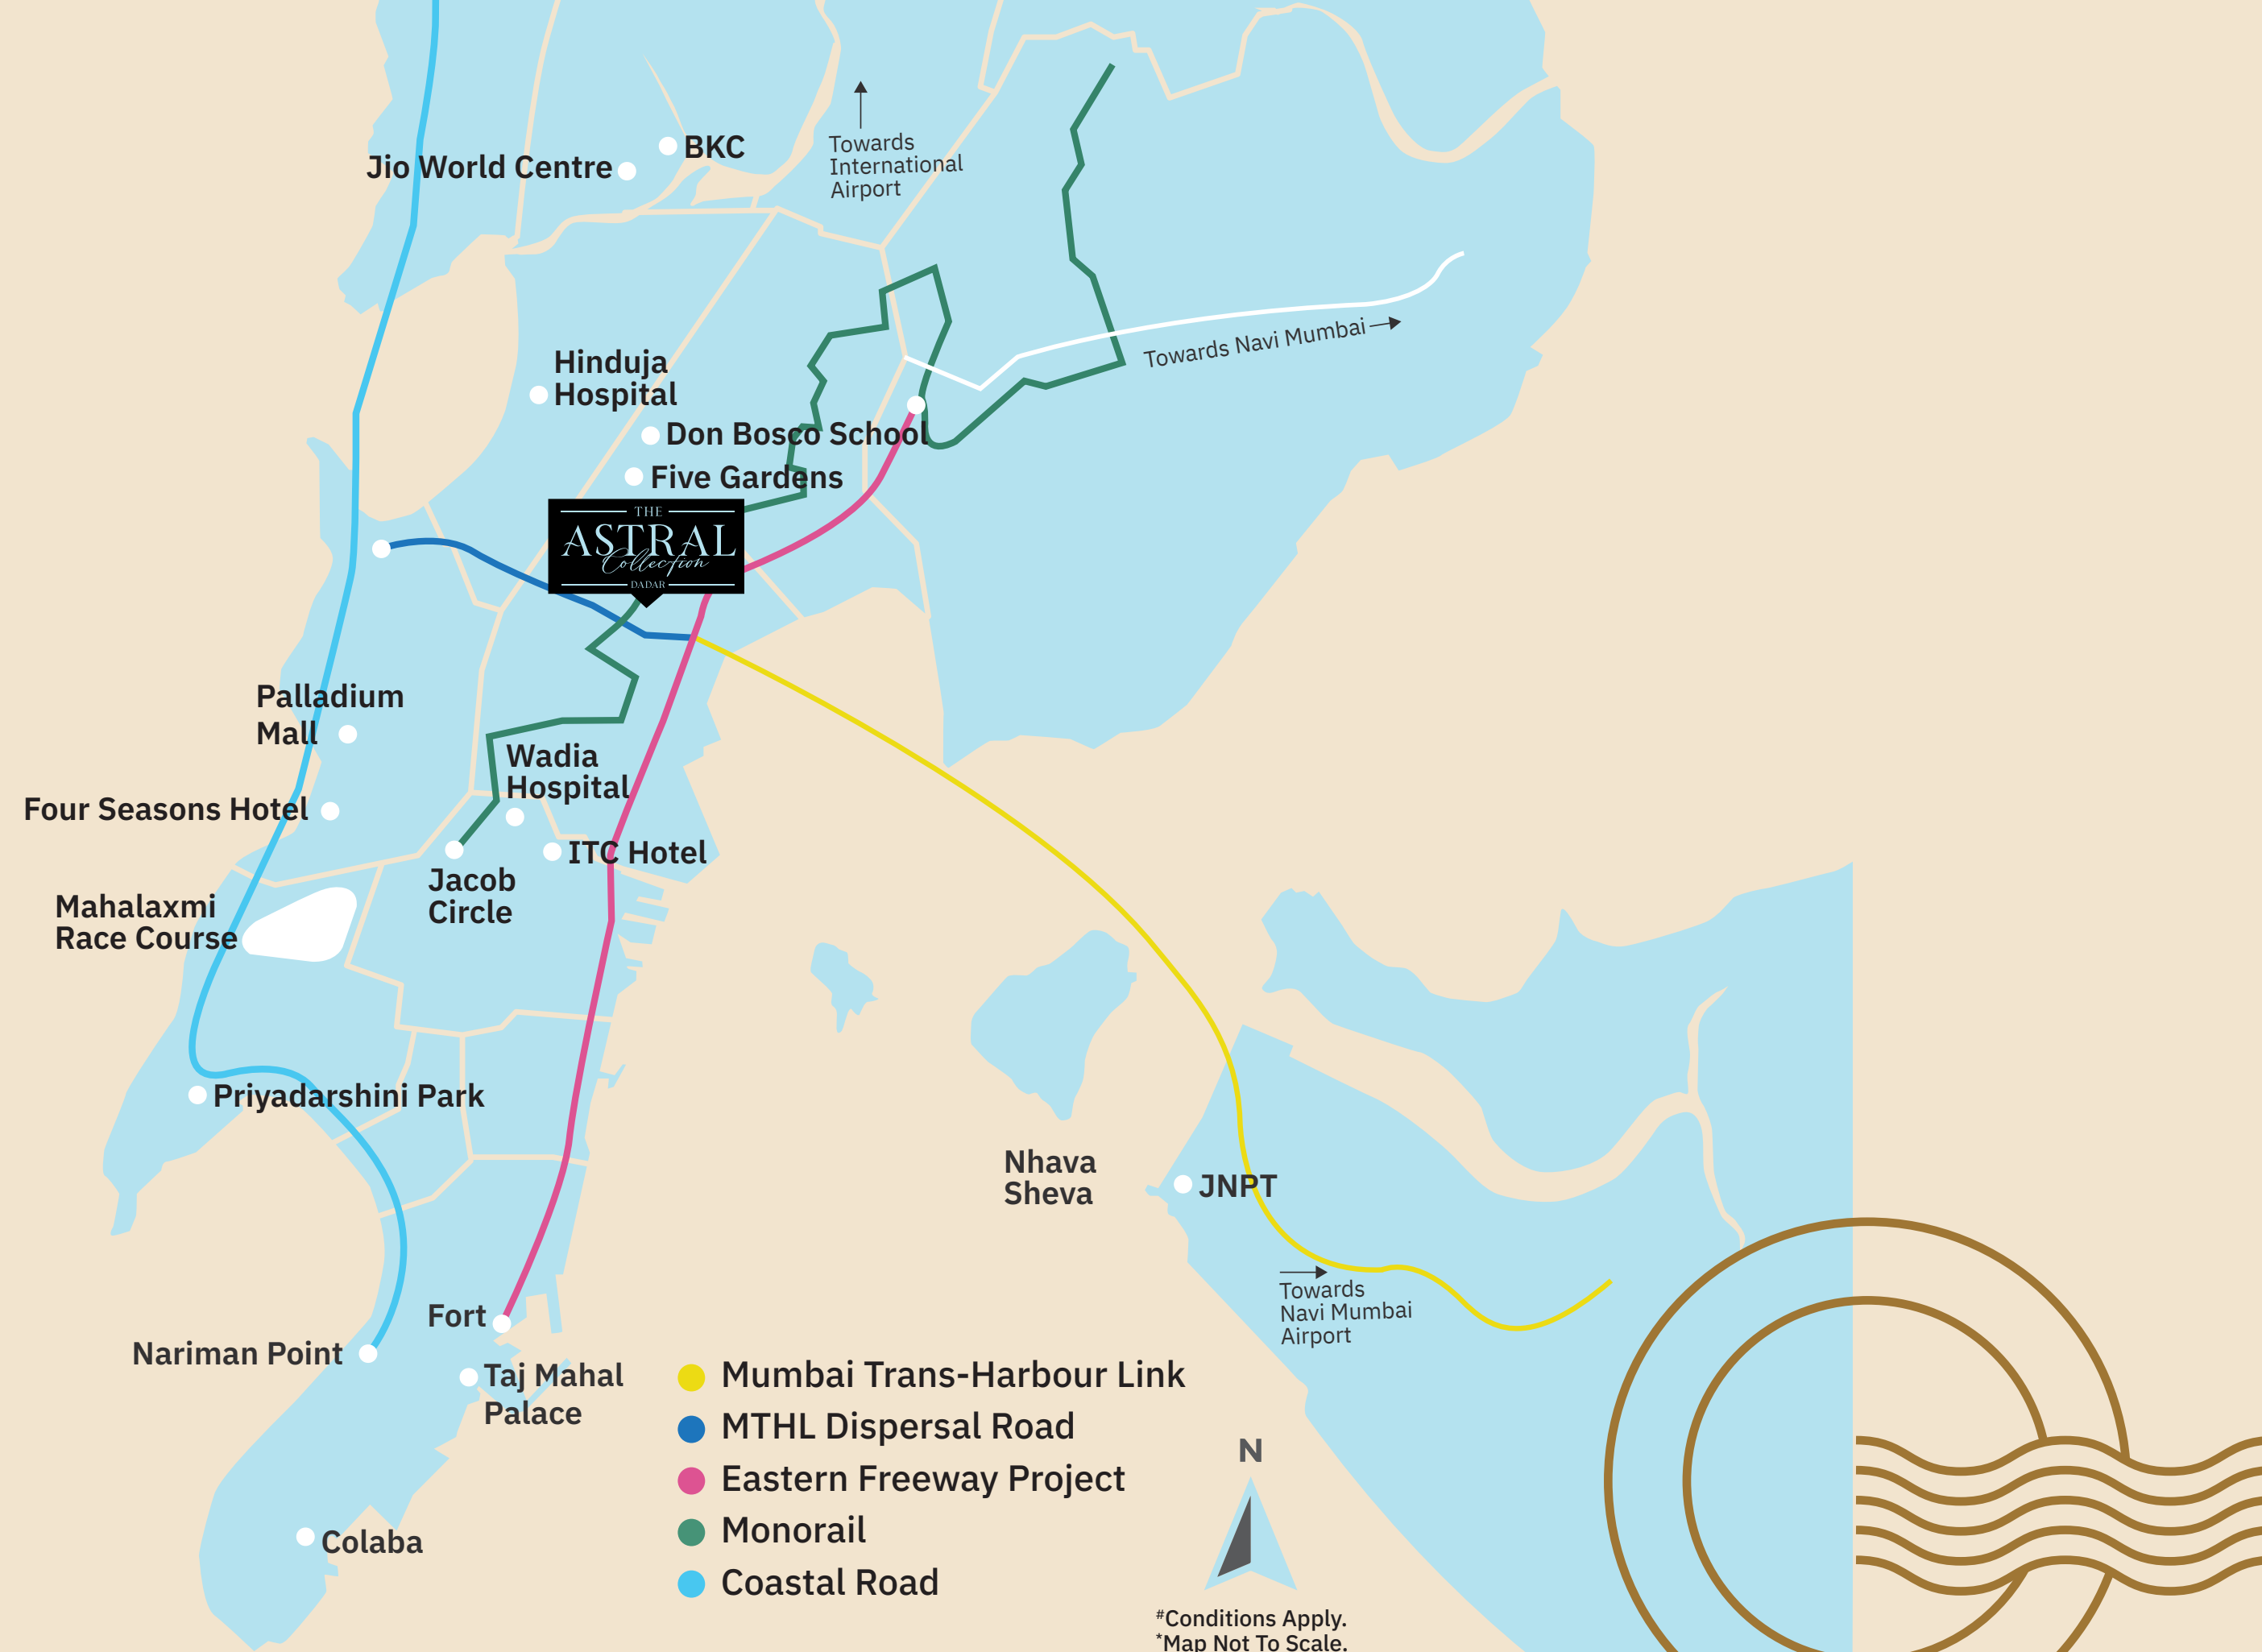 BKC
Jio World Centre
Towards
International
Airport
Towards Navi Mumbai
Hinduja
Hospital
Don Bosco School
Five Gardens
THE
ASTRAL
Collection
DADAR
Palladium
Mall
Wadia
Hospital
Four Seasons Hotel
ITC Hotel
Jacob
Circle
Mahalaxmi
Race Course
Priyadarshini Park
Nhava
Sheva
JNPT
Towards
Navi Mumbai
Airport
Fort
Nariman Point
Taj Mahal
Palace
Colaba
Mumbai Trans-Harbour Link
MTHL Dispersal Road
Eastern Freeway Project
Monorail
Coastal Road
N
#Conditions Apply.
*Map Not To Scale.